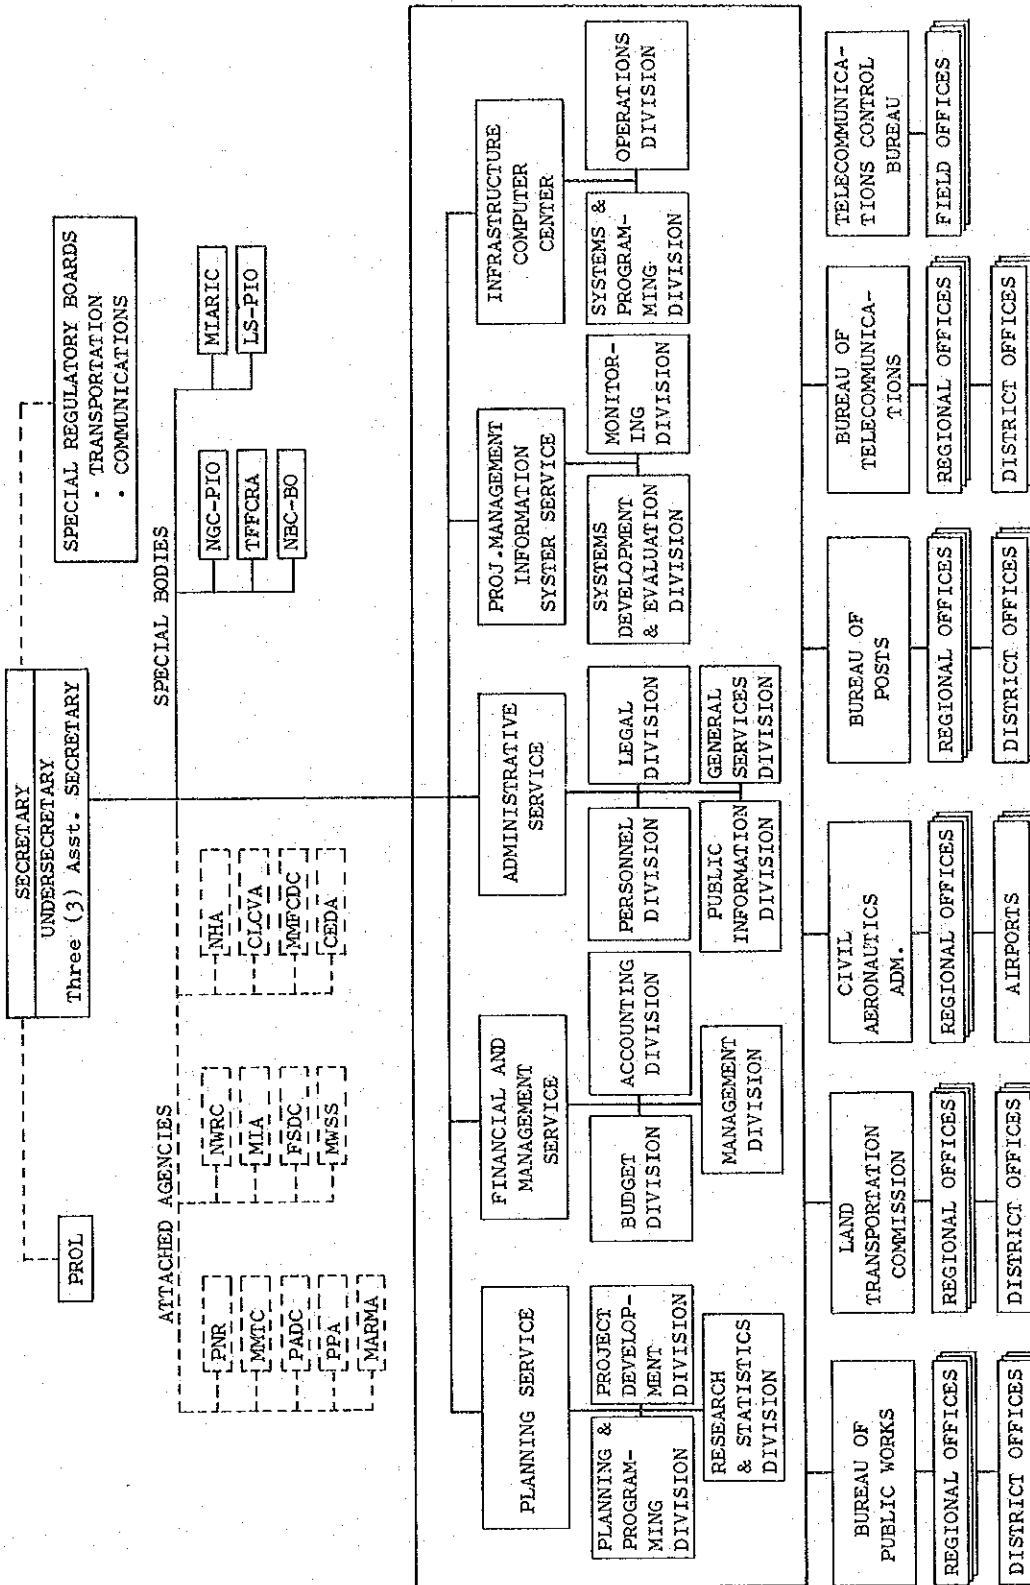 SECRETARY
UNDERSECRETARY
Three (3) Asst. SECRETARY
PROL
SPECIAL REGULATORY BOARDS
· TRANSPORTATION
· COMMUNICATIONS
ATTACHED AGENCIES
SPECIAL BODIES
PNR
MMTC
PADC
PPA
MARMA
NWRC
MIA
FSDC
MWSS
NHA
CLCVA
MMFCDC
CEDA
NGC-PIO
TFFCRA
NBC-BO
MIARIC
LS-PIO
PLANNING SERVICE
PLANNING &
PROGRAM-
MING
DIVISION
PROJECT
DEVELOP-
MENT
DIVISION
RESEARCH
& STATISTICS
DIVISION
FINANCIAL AND
MANAGEMENT
SERVICE
BUDGET
DIVISION
ACCOUNTING
DIVISION
MANAGEMENT
DIVISION
ADMINISTRATIVE
SERVICE
PERSONNEL
DIVISION
LEGAL
DIVISION
PUBLIC
INFORMATION
DIVISION
GENERAL
SERVICES
DIVISION
PROJ.MANAGEMENT
INFORMATION
SYSTER SERVICE
SYSTEMS
DEVELOPMENT
& EVALUATION
DIVISION
MONITOR-
ING
DIVISION
INFRASTRUCTURE
COMPUTER
CENTER
SYSTEMS &
PROGRAM-
MING
DIVISION
OPERATIONS
DIVISION
BUREAU OF
PUBLIC WORKS
REGIONAL OFFICES
DISTRICT OFFICES
LAND
TRANSPORTATION
COMMISSION
REGIONAL OFFICES
DISTRICT OFFICES
CIVIL
AERONAUTICS
ADM.
REGIONAL OFFICES
AIRPORTS
BUREAU OF
POSTS
REGIONAL OFFICES
DISTRICT OFFICES
BUREAU OF
TELECOMMUNICA-
TIONS
REGIONAL OFFICES
DISTRICT OFFICES
TELECOMMUNICA-
TIONS CONTROL
BUREAU
FIELD OFFICES